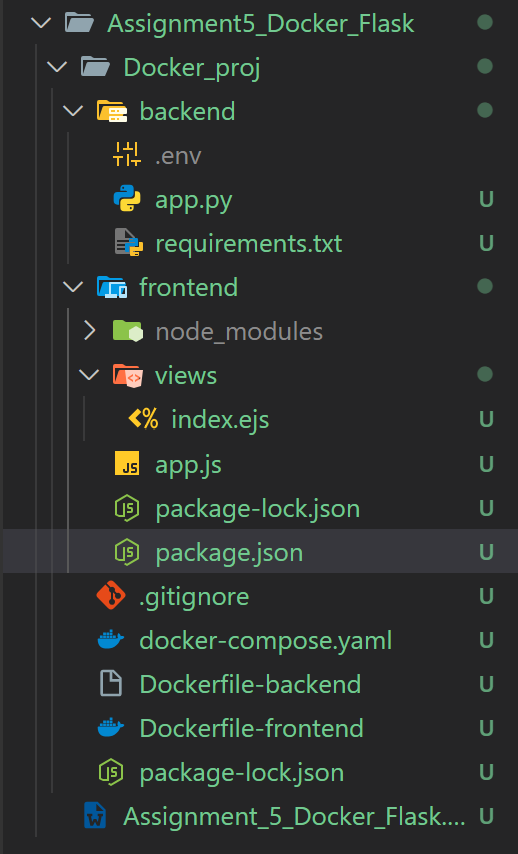 Assignment5_Docker_Flask
Docker_proj
backend
.env
app.py U
requirements.txt U
frontend
node_modules
views
index.ejs U
JS app.js U
package-lock.json U
package.json U
.gitignore U
docker-compose.yaml U
Dockerfile-backend U
Dockerfile-frontend U
package-lock.json U
Assignment_5_Docker_Flask.... U